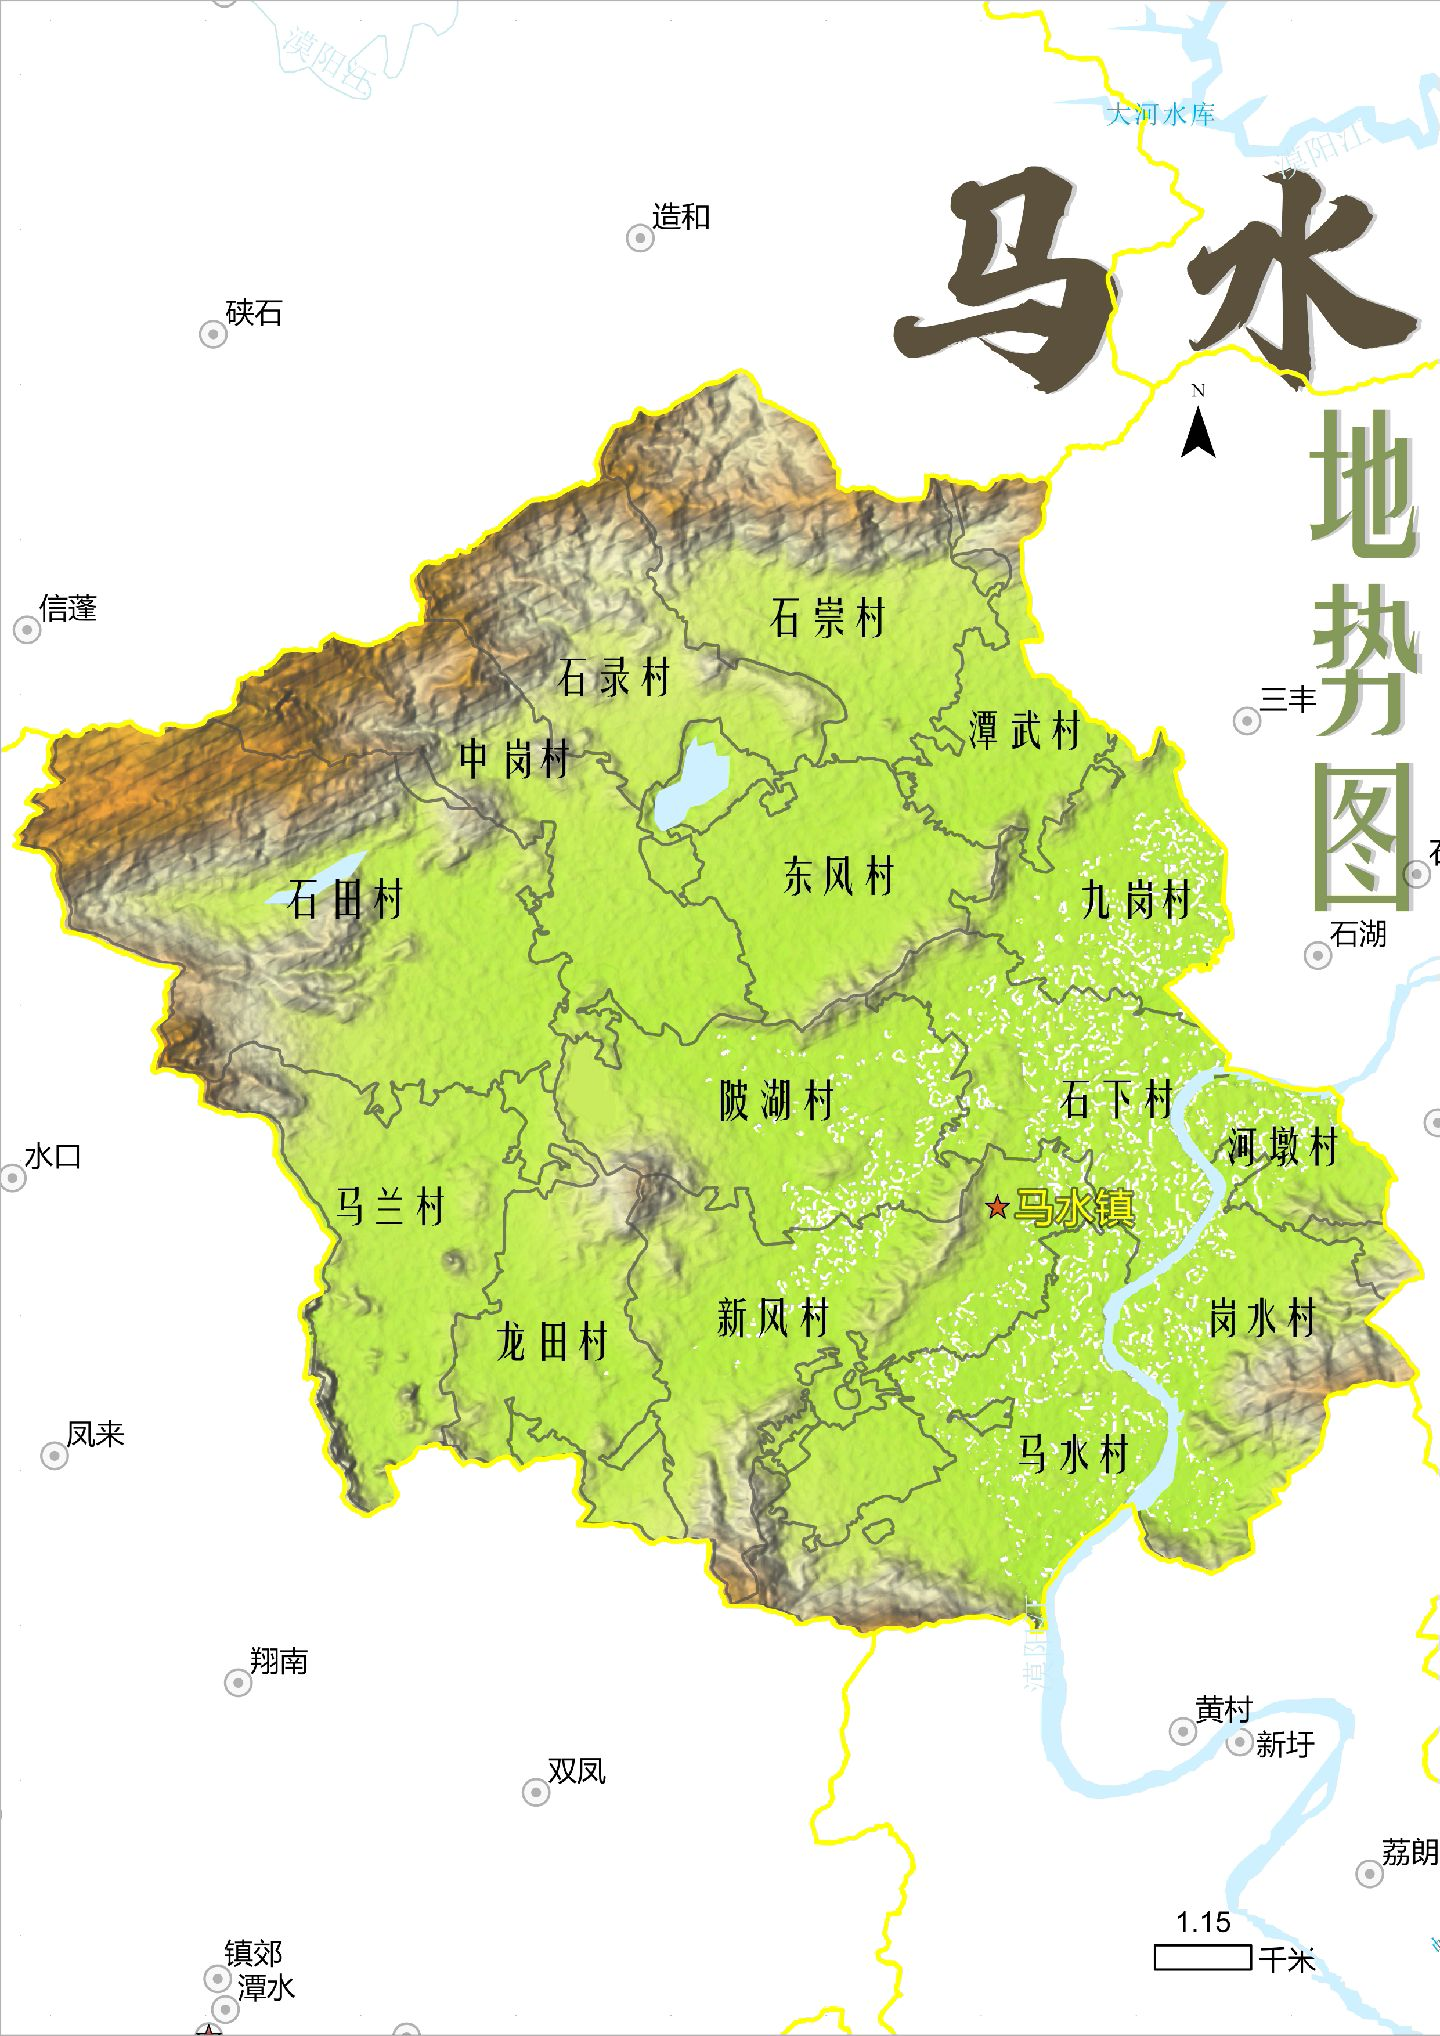 漠阳江
大河水库
漠阳江
马水
地势图
N
造和
硖石
信蓬
三丰
石湖
水口
凤来
翔南
双凤
黄村
新圩
荔朗
镇郊
潭水
石崇村
石录村
中岗村
潭武村
石田村
东风村
九岗村
陂湖村
石下村
河墩村
马兰村
马水镇
龙田村
新风村
岗水村
马水村
漠阳江
1.15
千米